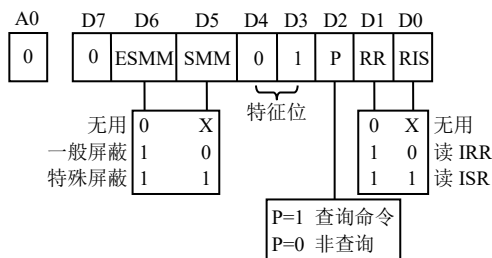 A0 D7 D6 D5 D4 D3 D2 D1 D0
0 0 ESMM SMM 0 1 P RR RIS
特征位
无用 0 X 0 X 无用
一般屏蔽 1 0 1 0 读 IRR
特殊屏蔽 1 1 1 1 读 ISR
P=1 查询命令
P=0 非查询